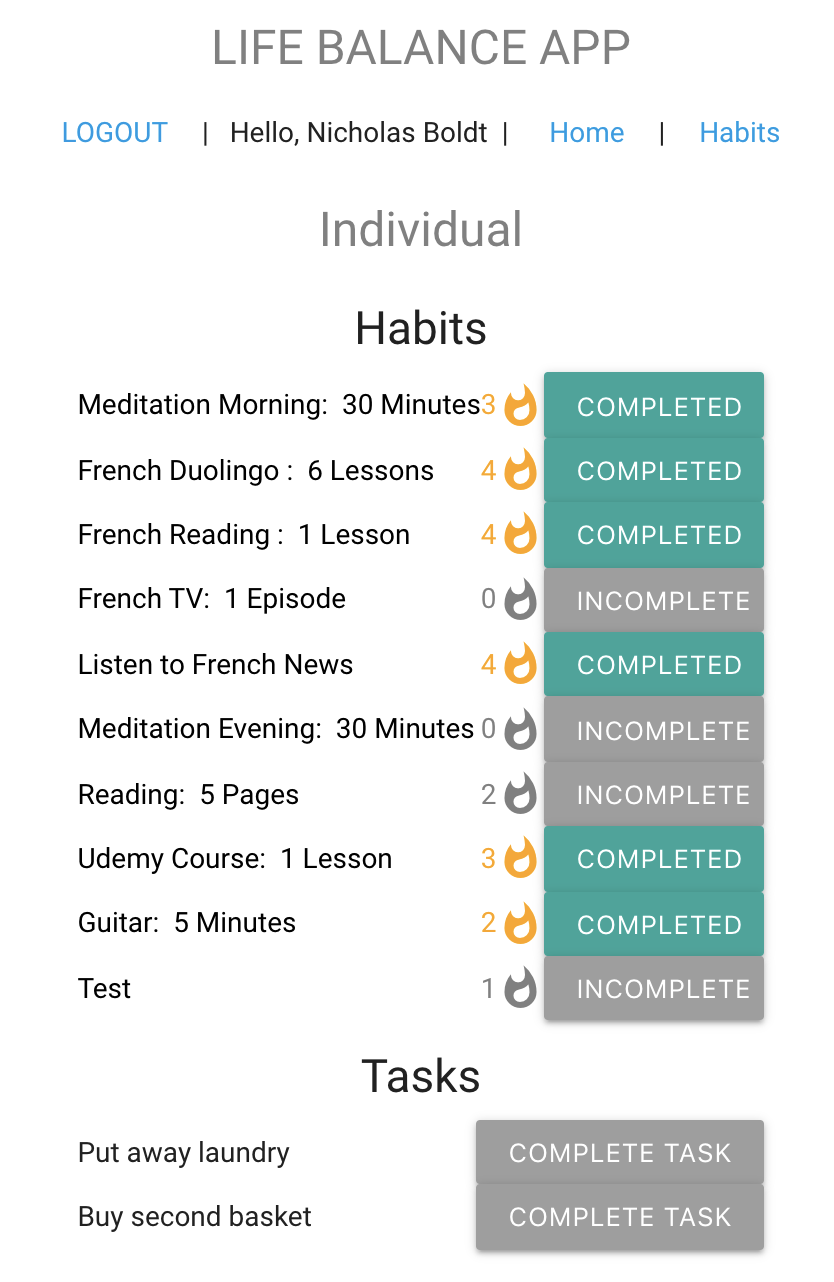 LIFE BALANCE APP
LOGOUT | Hello, Nicholas Boldt | Home | Habits
Individual
Habits
Meditation Morning: 30 Minutes 3 COMPLETED
French Duolingo : 6 Lessons 4 COMPLETED
French Reading : 1 Lesson 4 COMPLETED
French TV: 1 Episode 0 INCOMPLETE
Listen to French News 4 COMPLETED
Meditation Evening: 30 Minutes 0 INCOMPLETE
Reading: 5 Pages 2 INCOMPLETE
Udemy Course: 1 Lesson 3 COMPLETED
Guitar: 5 Minutes 2 COMPLETED
Test 1 INCOMPLETE
Tasks
Put away laundry COMPLETE TASK
Buy second basket COMPLETE TASK